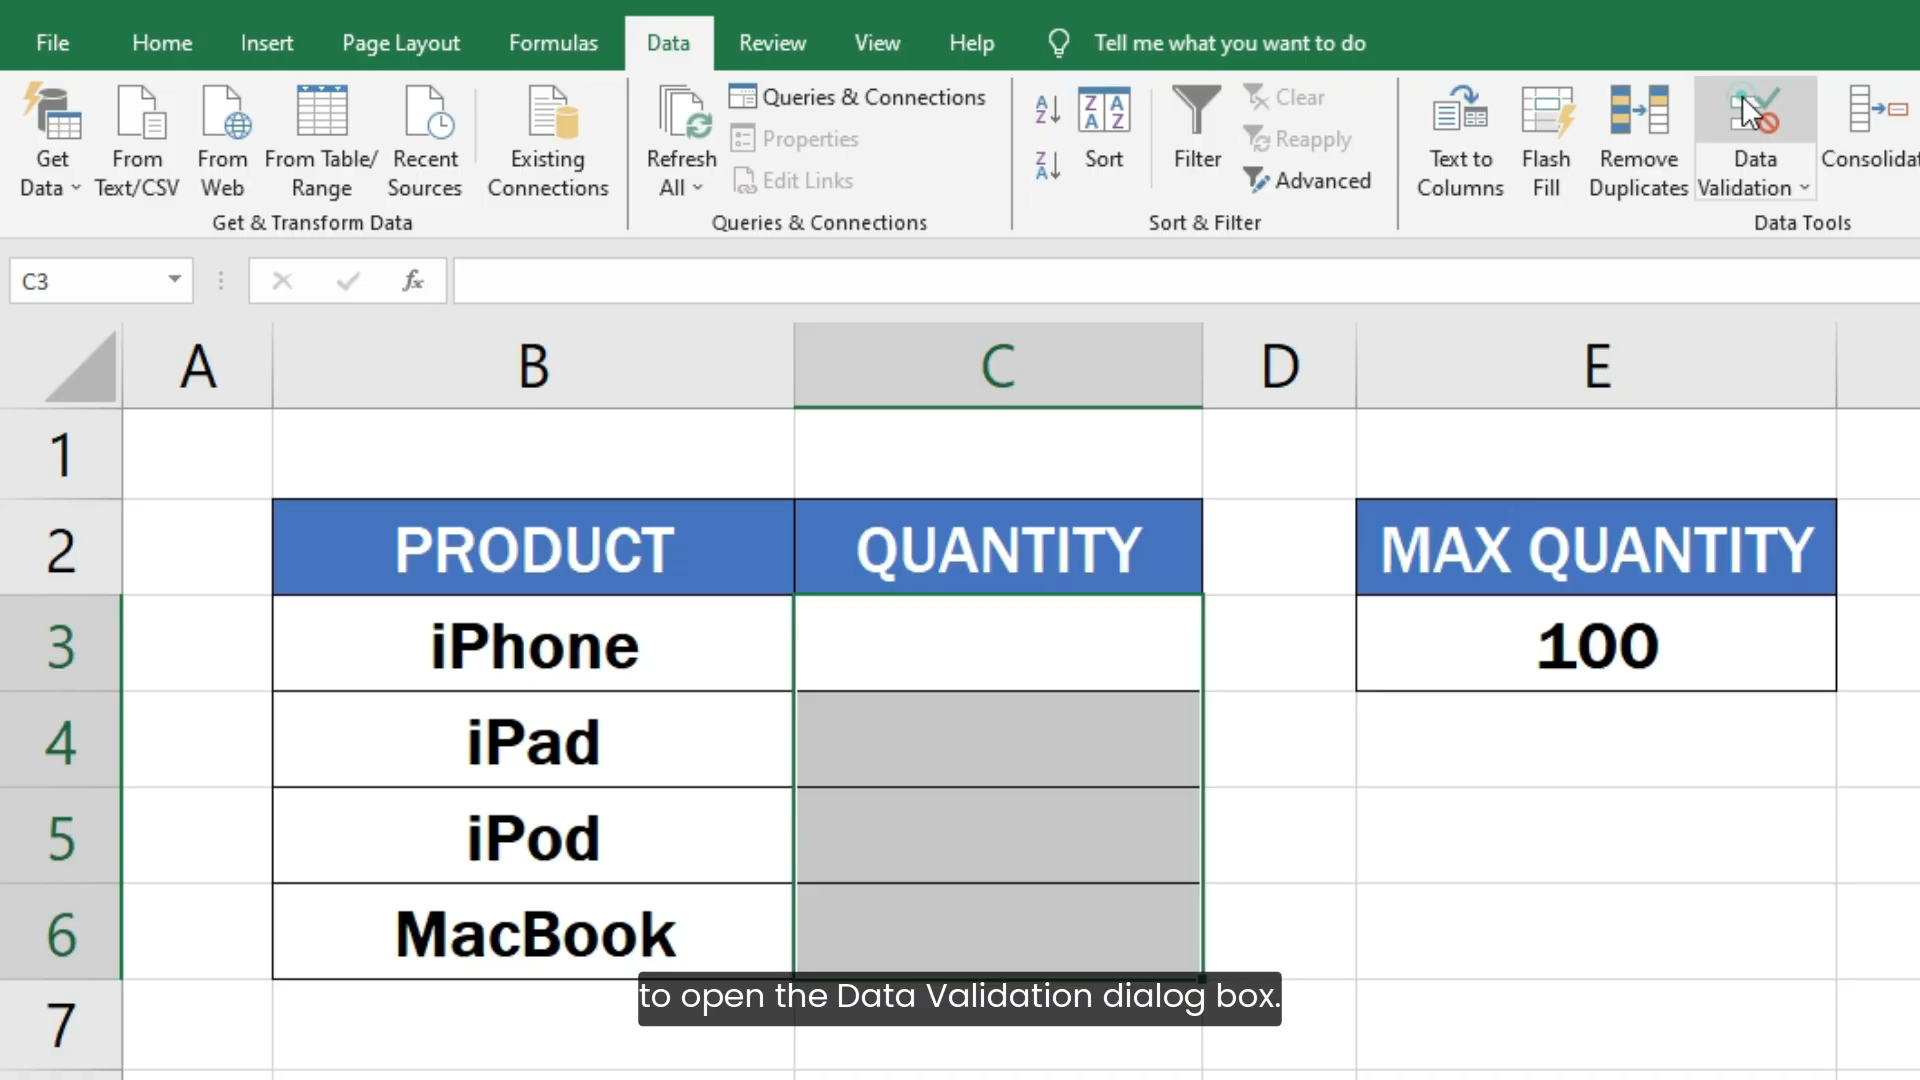 File Home Insert Page Layout Formulas Data Review View Help Tell me what you want to do
Get Data
From Text/CSV
From Web
From Table/ Range
Recent Sources
Existing Connections
Get & Transform Data
Refresh All
Queries & Connections
Properties
Edit Links
Queries & Connections
Sort
Filter
Clear
Reapply
Advanced
Sort & Filter
Text to Columns
Flash Fill
Remove Duplicates
Data Validation
Consolidat
Data Tools
C3 fx
A B C D E
1
2 PRODUCT QUANTITY MAX QUANTITY
3 iPhone 100
4 iPad
5 iPod
6 MacBook
to open the Data Validation dialog box.
7